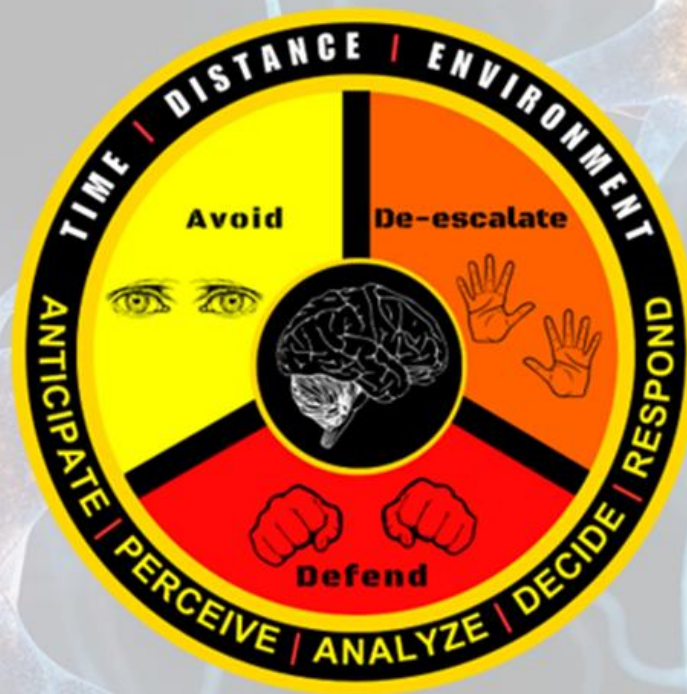 TIME | DISTANCE | ENVIRONMENT
Avoid
De-escalate
Defend
ANTICIPATE | PERCEIVE | ANALYZE | DECIDE | RESPOND